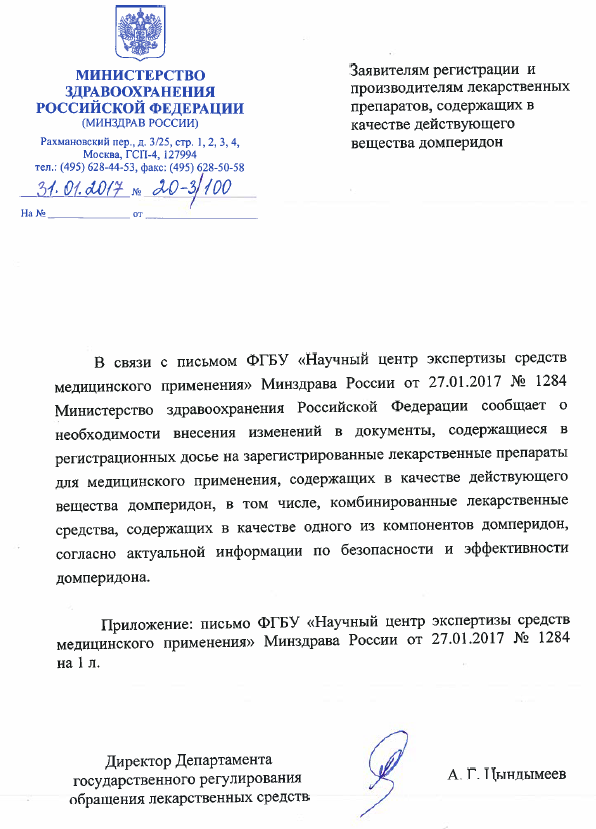 МИНИСТЕРСТВО
ЗДРАВООХРАНЕНИЯ
РОССИЙСКОЙ ФЕДЕРАЦИИ
(МИНЗДРАВ РОССИИ)
Рахмановский пер., д. 3/25, стр. 1, 2, 3, 4,
Москва, ГСП-4, 127994
тел.: (495) 628-44-53, факс: (495) 628-50-58
31.01.2017 № 20-3/100
На № от
Заявителям регистрации и
производителям лекарственных
препаратов, содержащих в
качестве действующего
вещества домперидон
В связи с письмом ФГБУ «Научный центр экспертизы средств
медицинского применения» Минздрава России от 27.01.2017 № 1284
Министерство здравоохранения Российской Федерации сообщает о
необходимости внесения изменений в документы, содержащиеся в
регистрационных досье на зарегистрированные лекарственные препараты
для медицинского применения, содержащих в качестве действующего
вещества домперидон, в том числе, комбинированные лекарственные
средства, содержащих в качестве одного из компонентов домперидон,
согласно актуальной информации по безопасности и эффективности
домперидона.
Приложение: письмо ФГБУ «Научный центр экспертизы средств
медицинского применения» Минздрава России от 27.01.2017 № 1284
на 1 л.
Директор Департамента
государственного регулирования
обращения лекарственных средств
А. Г. Цындымеев